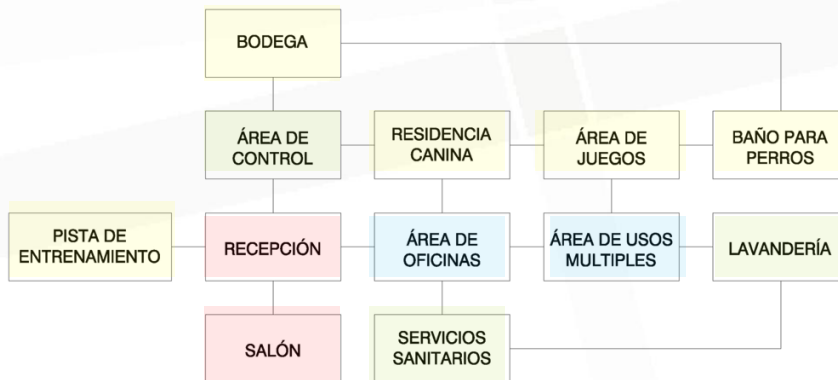 BODEGA
ÁREA DE
CONTROL
RESIDENCIA
CANINA
ÁREA DE
JUEGOS
BAÑO PARA
PERROS
PISTA DE
ENTRENAMIENTO
RECEPCIÓN
ÁREA DE
OFICINAS
ÁREA DE USOS
MULTIPLES
LAVANDERÍA
SALÓN
SERVICIOS
SANITARIOS